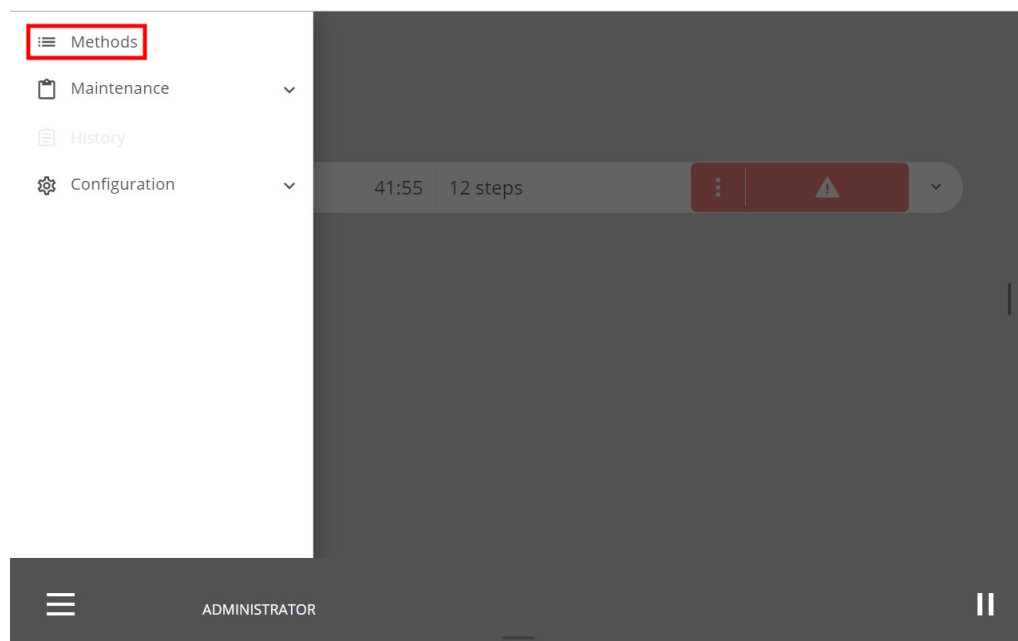 Methods
Maintenance
History
Configuration
41:55 12 steps
ADMINISTRATOR